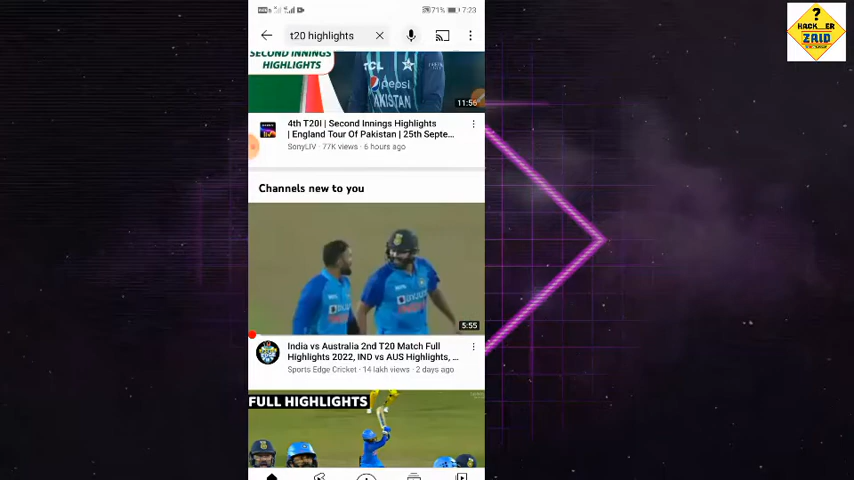 71% 7:23
t20 highlights
SECOND INNINGS
HIGHLIGHTS
TCL
pepsi
PAKISTAN
11:56
4th T20I | Second Innings Highlights
| England Tour Of Pakistan | 25th Septe...
SonyLIV · 77K views · 6 hours ago
Channels new to you
5:55
India vs Australia 2nd T20 Match Full
Highlights 2022, IND vs AUS Highlights, ...
Sports Edge Cricket · 14 lakh views · 2 days ago
FULL HIGHLIGHTS
?
HACK_ER
ZAID